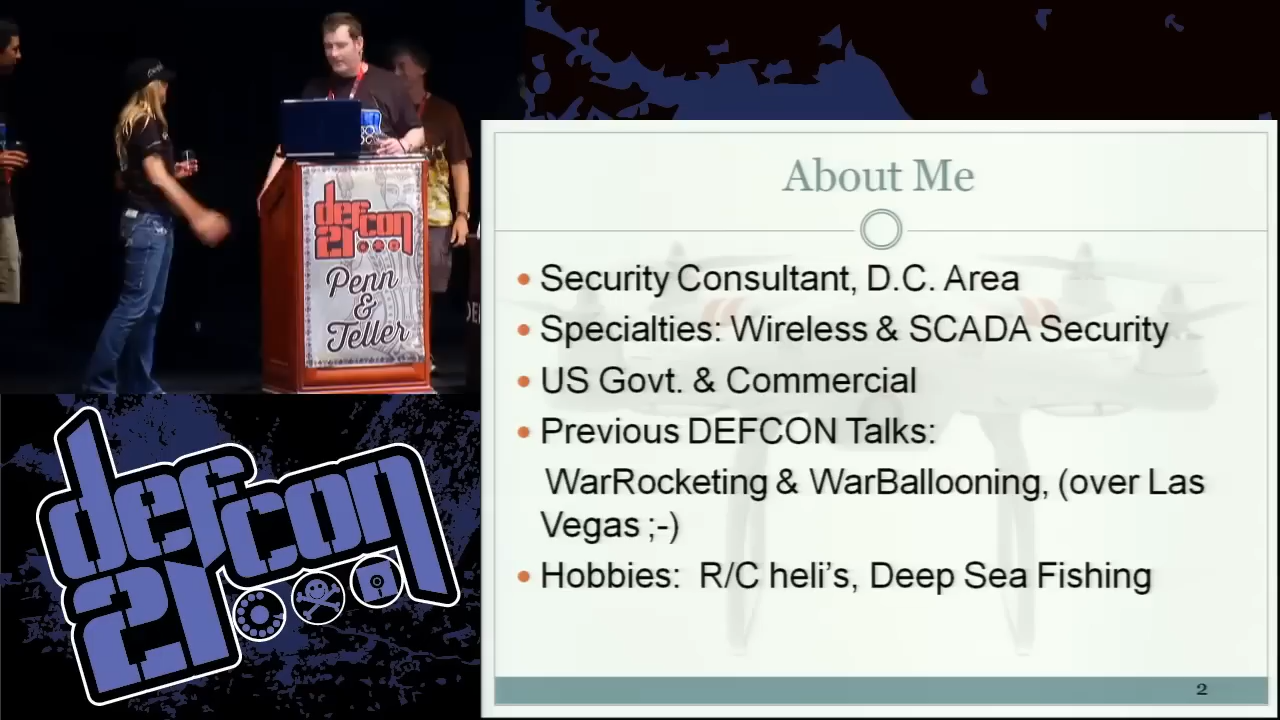 def
con
21
Penn
&
Teller
def
con
21
About Me
Security Consultant, D.C. Area
Specialties: Wireless & SCADA Security
US Govt. & Commercial
Previous DEFCON Talks:
WarRocketing & WarBallooning, (over Las
Vegas ;-)
Hobbies: R/C heli’s, Deep Sea Fishing
2